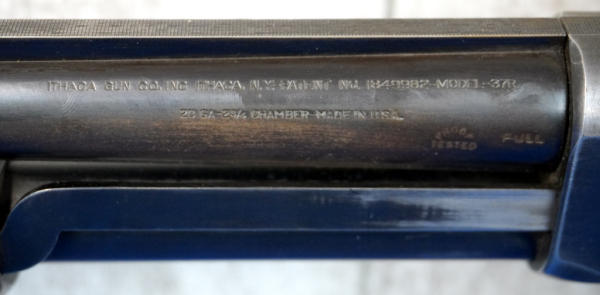 ITHACA GUN CO. INC ITHACA, N.Y. PATENT NO. 1849982-MODEL-37R
20 GA-2¾ CHAMBER-MADE IN U.S.A.
PROOF
TESTED
FULL